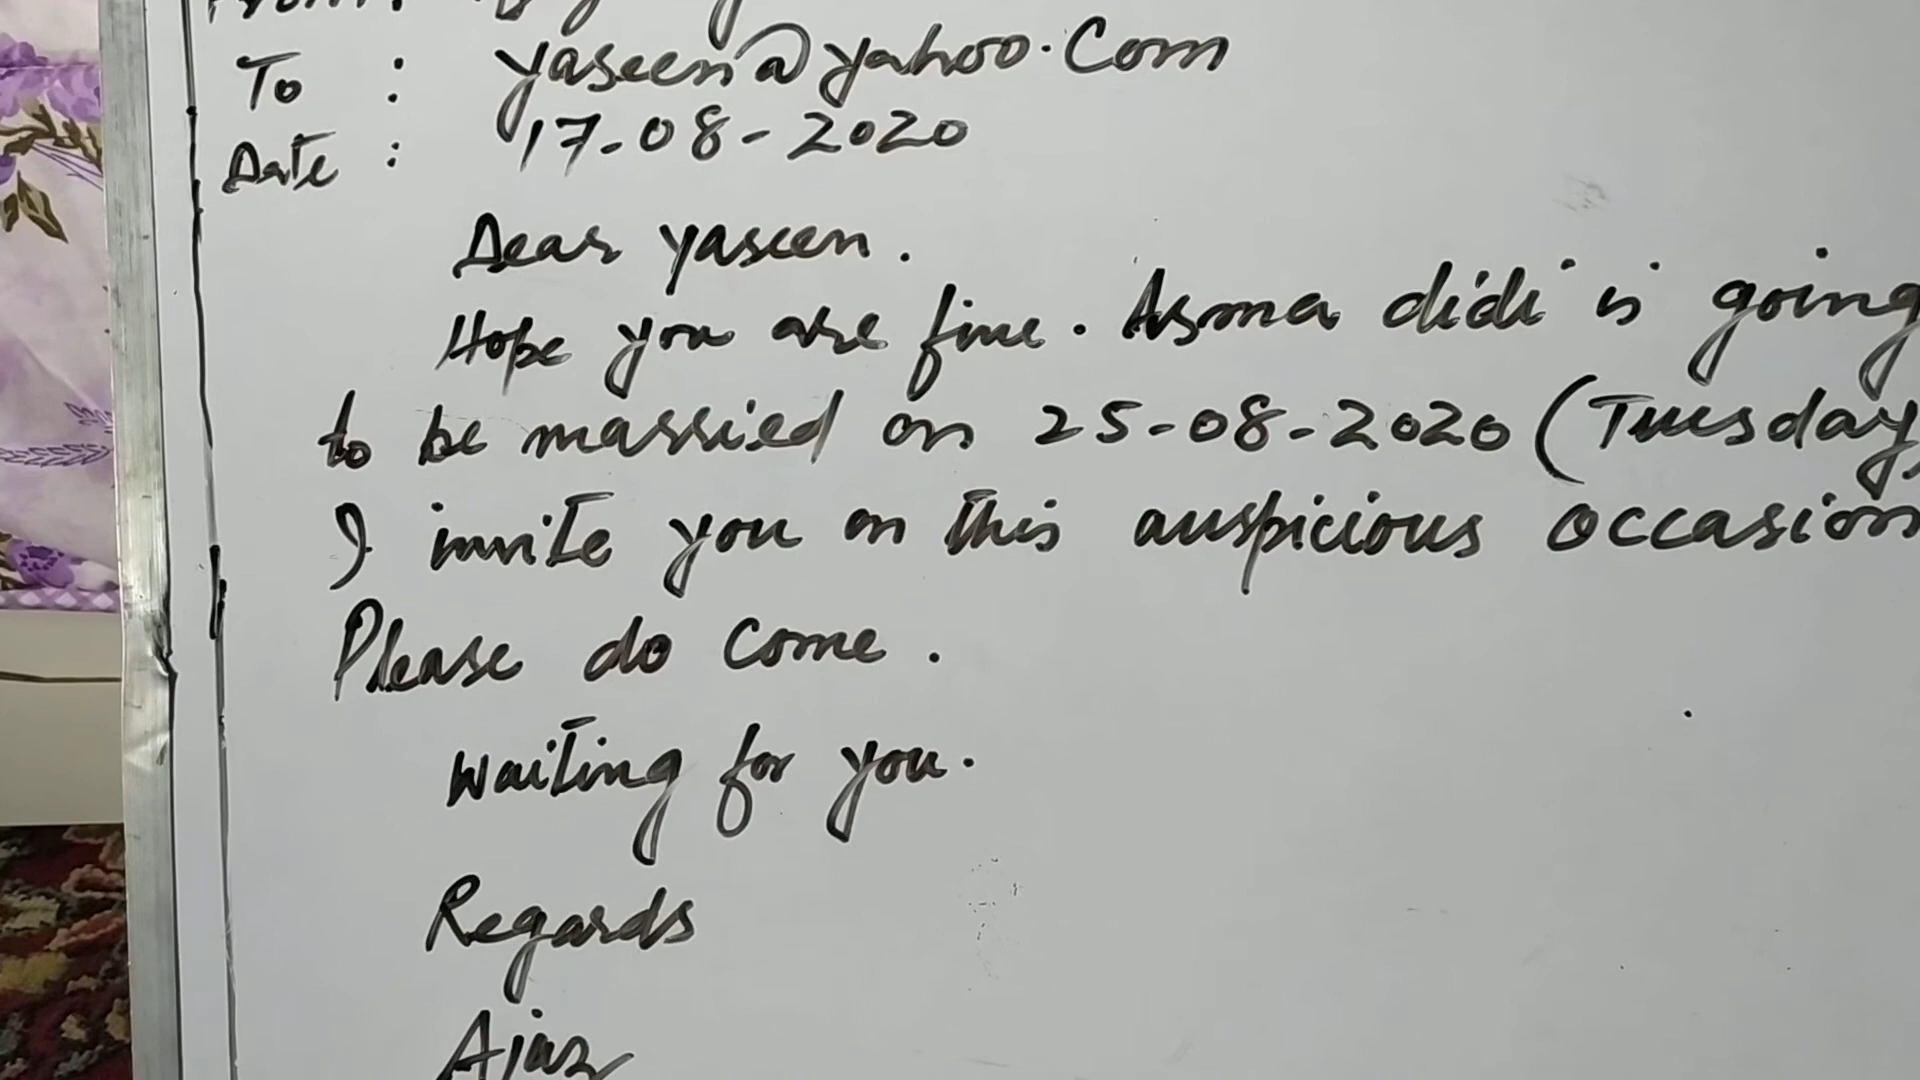 From :
To : yaseen@yahoo.Com
Date : 17-08-2020
Dear yaseen.
Hope you are fine. Asma didi is going
to be married on 25-08-2020 (Tuesday
I invite you on this auspicious occasion
Please do come.
Waiting for you.
Regards
Ajaz